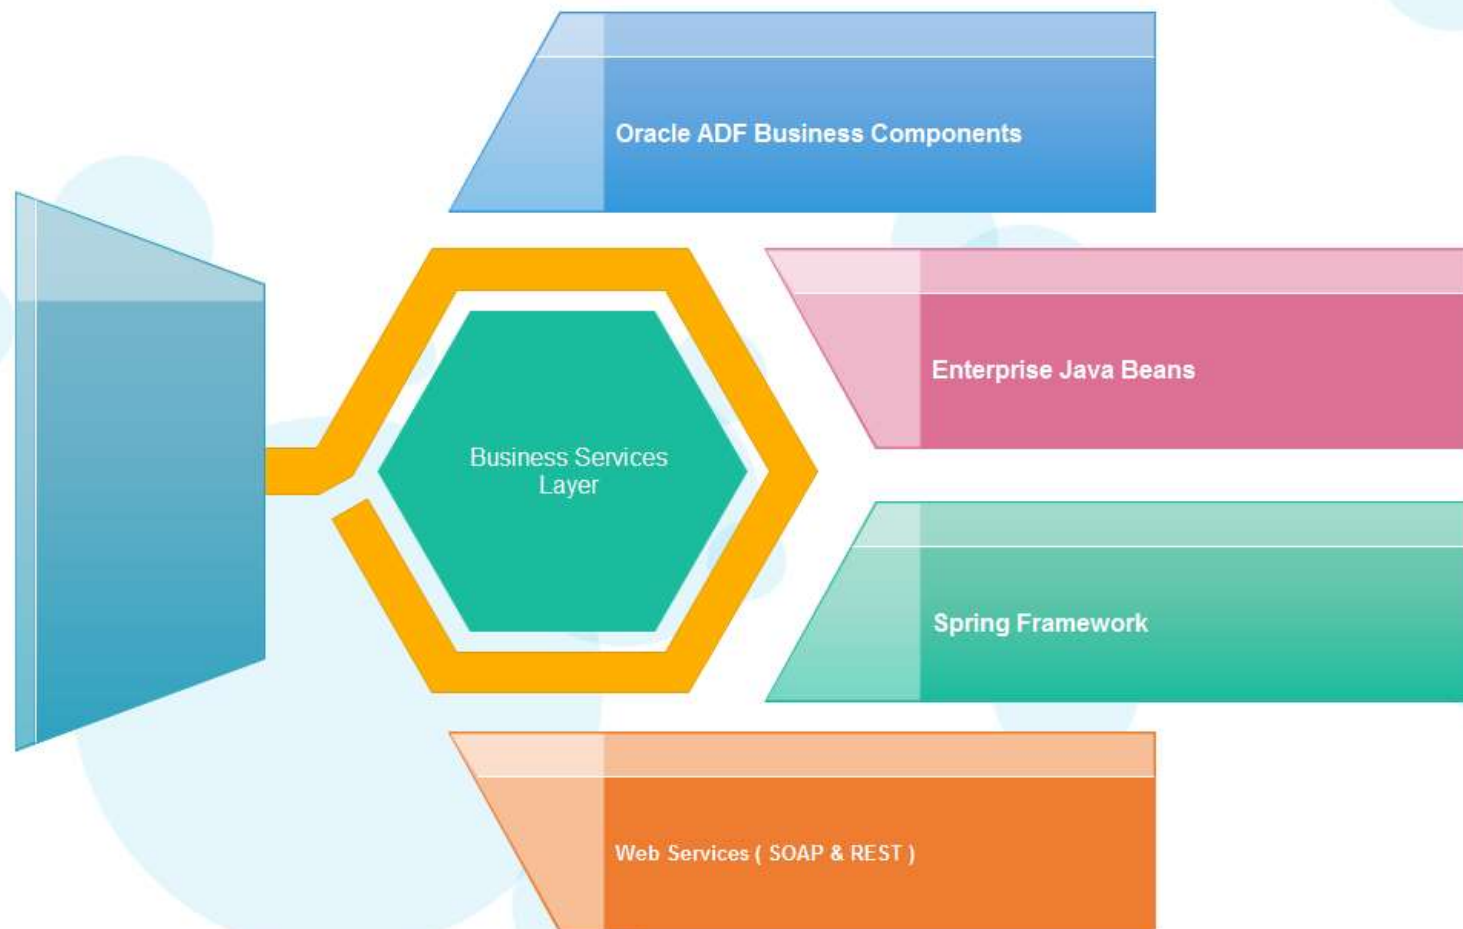 Oracle ADF Business Components
Enterprise Java Beans
Business Services
Layer
Spring Framework
Web Services ( SOAP & REST )